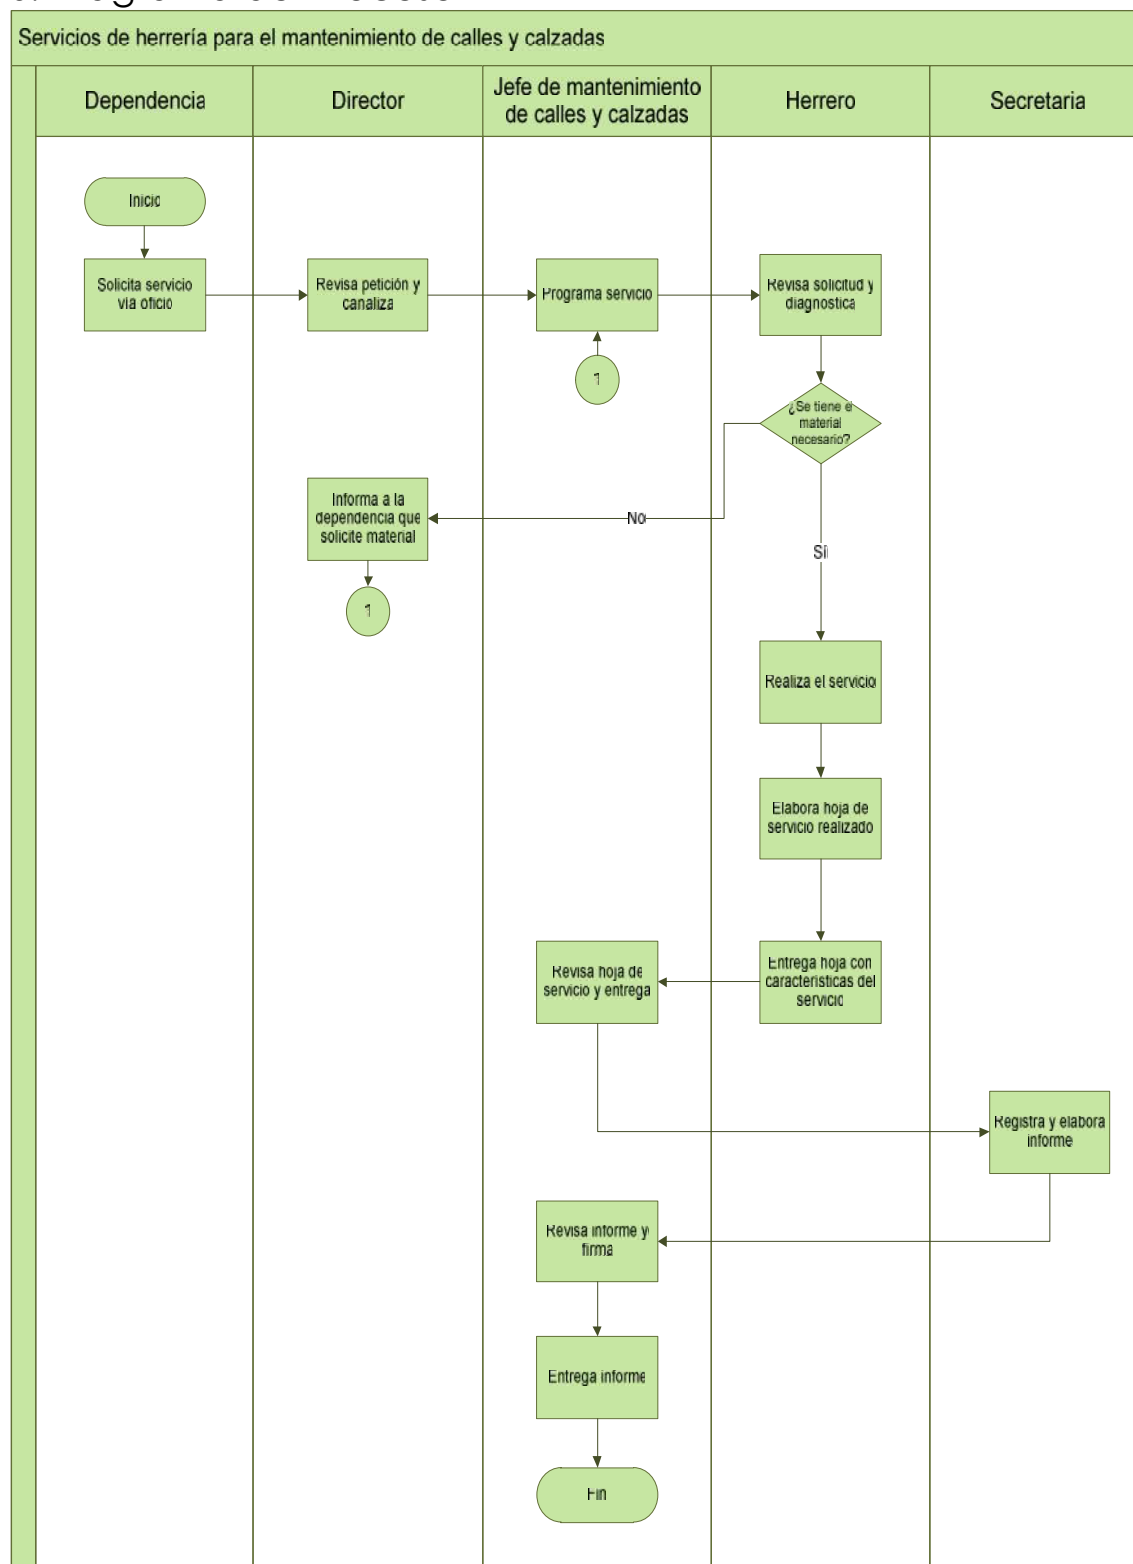 Servicios de herrería para el mantenimiento de calles y calzadas
Dependencia
Director
Jefe de mantenimiento
de calles y calzadas
Herrero
Secretaria
Inicio
Solicita servicio
vía oficio
Revisa petición y
canaliza
Programa servicio
Revisa solicitud y
diagnostica
1
¿Se tiene el
material
necesario?
Informa a la
dependencia que
solicite material
No
Sí
1
Realiza el servicio
Elabora hoja de
servicio realizado
Revisa hoja de
servicio y entrega
Entrega hoja con
características del
servicio
Registra y elabora
informe
Revisa informe y
firma
Entrega informe
Fin